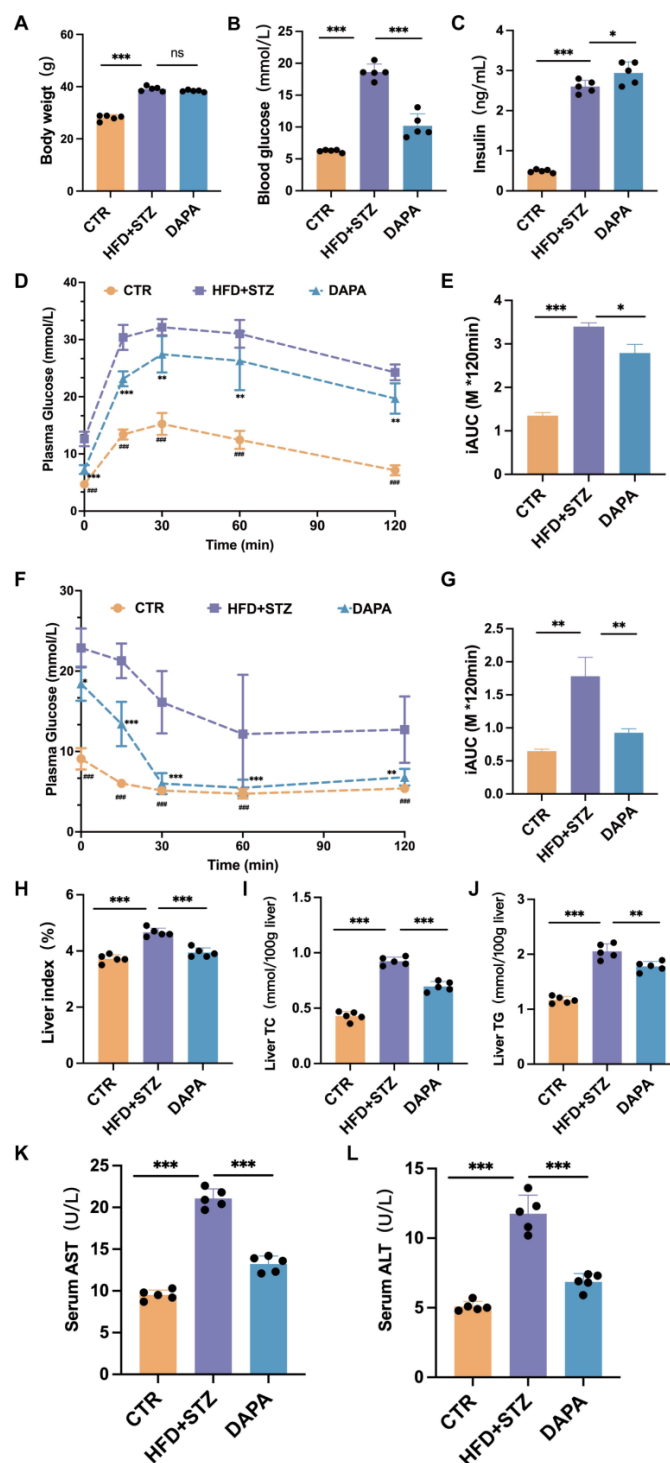 A
Body weigt (g)
60
40
20
0
***
ns
CTR
HFD+STZ
DAPA
B
Blood glucose (mmol/L)
25
20
15
10
5
0
***
***
CTR
HFD+STZ
DAPA
C
Insulin (ng/mL)
4
3
2
1
0
***
*
CTR
HFD+STZ
DAPA
D
CTR
HFD+STZ
DAPA
Plasma Glucose (mmol/L)
40
30
20
10
0
***
**
**
**
***
###
###
###
###
###
0
30
60
90
120
Time (min)
E
iAUC (M *120min)
4
3
2
1
0
***
*
CTR
HFD+STZ
DAPA
F
CTR
HFD+STZ
DAPA
Plasma Glucose (mmol/L)
30
20
10
0
*
***
***
***
**
###
###
###
###
###
0
30
60
90
120
Time (min)
G
iAUC (M *120min)
2.5
2.0
1.5
1.0
0.5
0.0
**
**
CTR
HFD+STZ
DAPA
H
Liver index (%)
6
4
2
0
***
***
CTR
HFD+STZ
DAPA
I
Liver TC (mmol/100g liver)
1.5
1.0
0.5
0.0
***
***
CTR
HFD+STZ
DAPA
J
Liver TG (mmol/100g liver)
3
2
1
0
***
**
CTR
HFD+STZ
DAPA
K
Serum AST (U/L)
25
20
15
10
5
0
***
***
CTR
HFD+STZ
DAPA
L
Serum ALT (U/L)
15
10
5
0
***
***
CTR
HFD+STZ
DAPA